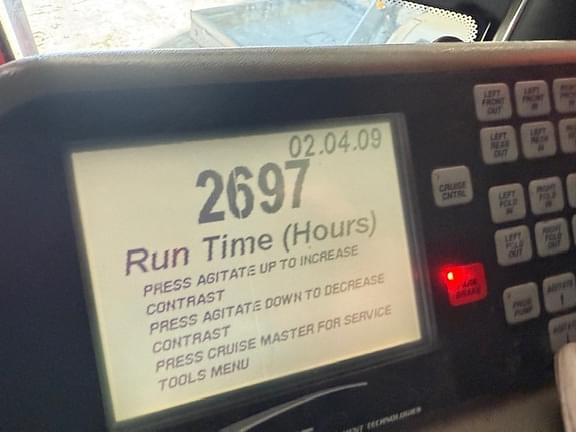 02.04.09
2697
Run Time (Hours)
PRESS AGITATE UP TO INCREASE
CONTRAST
PRESS AGITATE DOWN TO DECREASE
CONTRAST
PRESS CRUISE MASTER FOR SERVICE
TOOLS MENU
LEFT FRONT OUT
LEFT FRONT IN
LEFT REAR OUT
LEFT REAR IN
CRUISE CNTRL
LEFT FOLD IN
RIGHT FOLD IN
LEFT FOLD OUT
RIGHT FOLD OUT
PARK BRAKE
PRGE PUMP
AGITATE
TECHNOLOGIES